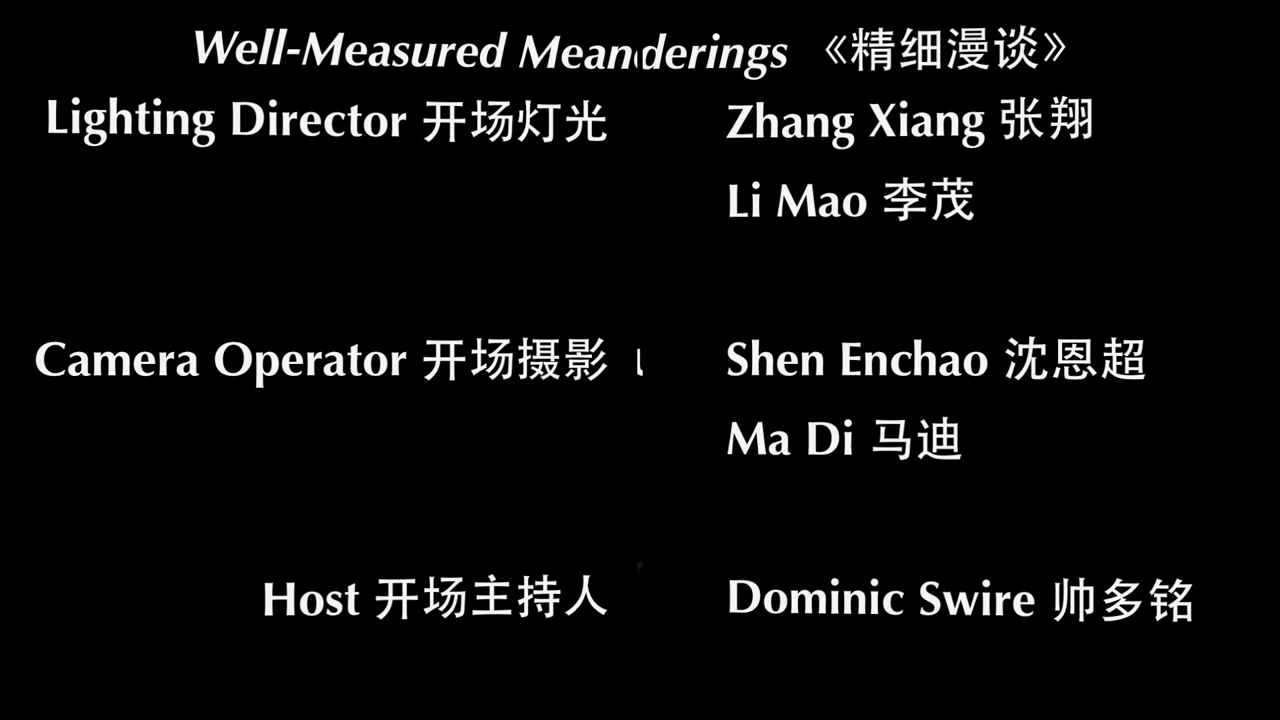 Well-Measured Meanderings 《精细漫谈》
Lighting Director 开场灯光 Zhang Xiang 张翔
Li Mao 李茂
Camera Operator 开场摄影 Shen Enchao 沈恩超
Ma Di 马迪
Host 开场主持人 Dominic Swire 帅多铭